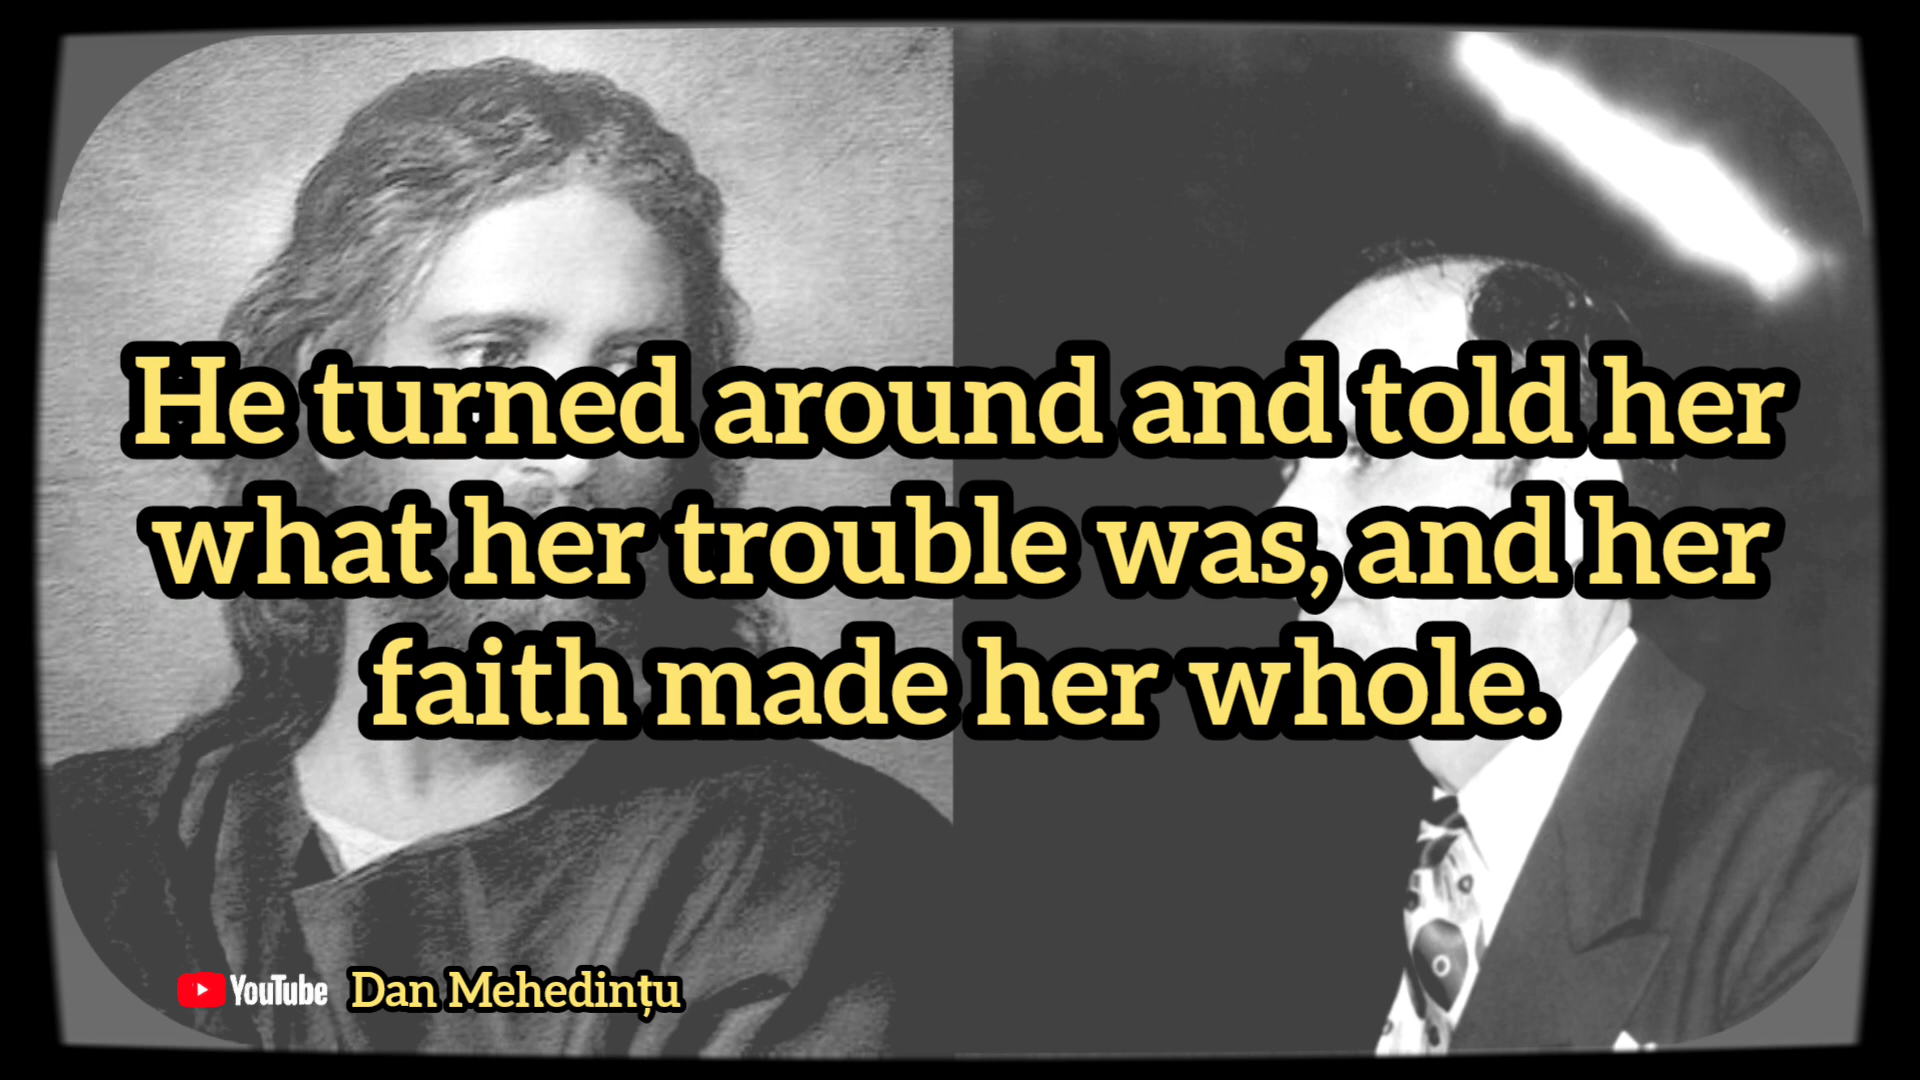 He turned around and told her
what her trouble was, and her
faith made her whole.
YouTube Dan Mehedințu